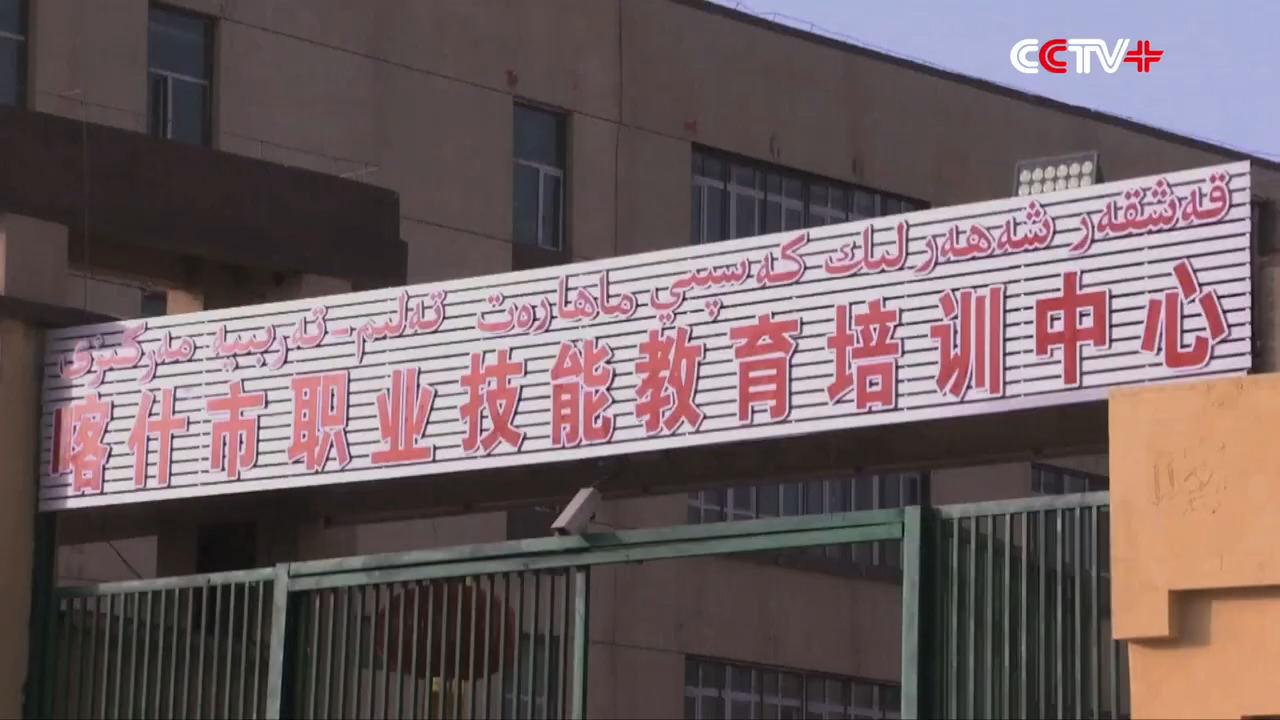 CCTV+
قەشقەر شەھەرلىك كەسپىي ماھارەت تەلىم-تەربىيە مەركىزى
喀什市职业技能教育培训中心